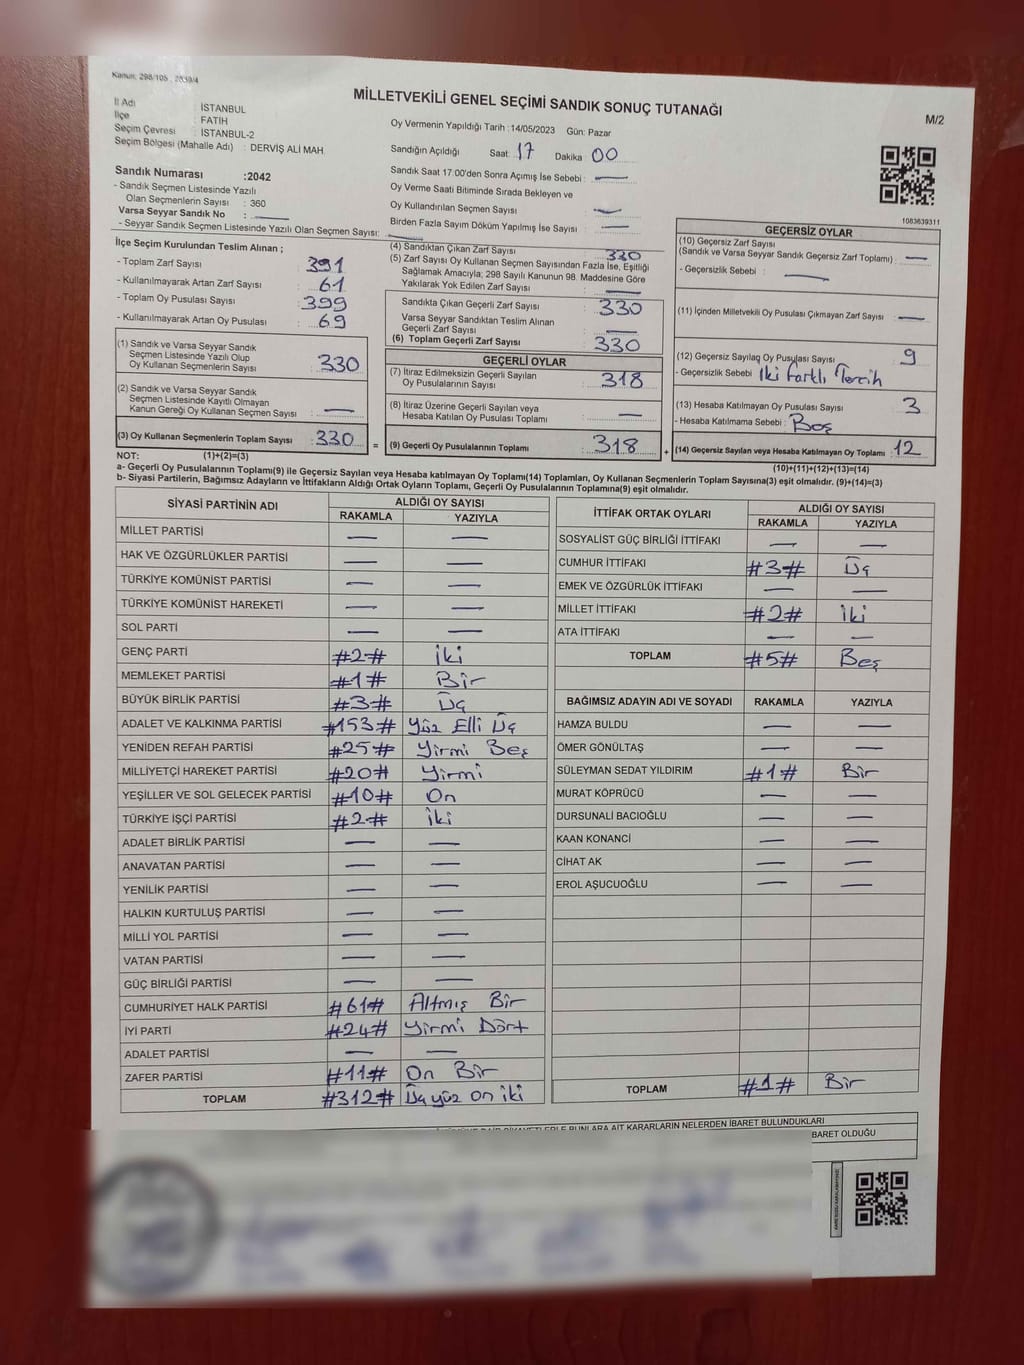 Kanun: 298/105 , 2839/4
MİLLETVEKİLİ GENEL SEÇİMİ SANDIK SONUÇ TUTANAĞI
M/2
İl Adı : İSTANBUL
İlçe : FATİH
Seçim Çevresi : İSTANBUL-2
Seçim Bölgesi (Mahalle Adı) : DERVİŞ ALİ MAH.
Oy Vermenin Yapıldığı Tarih :14/05/2023 Gün: Pazar
Sandığın Açıldığı Saat: 17 Dakika 00
Sandık Saat 17.00'den Sonra Açımış İse Sebebi : —
Oy Verme Saati Bitiminde Sırada Bekleyen ve
Oy Kullandırılan Seçmen Sayısı : —
Birden Fazla Sayım Döküm Yapılmış İse Sayısı : —
1083639311
Sandık Numarası :2042
- Sandık Seçmen Listesinde Yazılı
Olan Seçmenlerin Sayısı : 360
Varsa Seyyar Sandık No : —
- Seyyar Sandık Seçmen Listesinde Yazılı Olan Seçmen Sayısı: —
İlçe Seçim Kurulundan Teslim Alınan ;
- Toplam Zarf Sayısı : 391
- Kullanılmayarak Artan Zarf Sayısı : 61
- Toplam Oy Pusulası Sayısı : 399
- Kullanılmayarak Artan Oy Pusulası : 69
(1) Sandık ve Varsa Seyyar Sandık
Seçmen Listesinde Yazılı Olup
Oy Kullanan Seçmenlerin Sayısı : 330
(2) Sandık ve Varsa Seyyar Sandık
Seçmen Listesinde Kayıtlı Olmayan
Kanun Gereği Oy Kullanan Seçmen Sayısı : —
(3) Oy Kullanan Seçmenlerin Toplam Sayısı : 330 =
(4) Sandıktan Çıkan Zarf Sayısı : 330
(5) Zarf Sayısı Oy Kullanan Seçmen Sayısından Fazla İse, Eşitliği
Sağlamak Amacıyla; 298 Sayılı Kanunun 98. Maddesine Göre
Yakılarak Yok Edilen Zarf Sayısı : —
Sandıkta Çıkan Geçerli Zarf Sayısı : 330
Varsa Seyyar Sandıktan Teslim Alınan
Geçerli Zarf Sayısı : —
(6) Toplam Geçerli Zarf Sayısı : 330
GEÇERLİ OYLAR
(7) İtiraz Edilmeksizin Geçerli Sayılan
Oy Pusulalarının Sayısı : 318
(8) İtiraz Üzerine Geçerli Sayılan veya
Hesaba Katılan Oy Pusulası Toplamı : —
(9) Geçerli Oy Pusulalarının Toplamı : 318 +
GEÇERSİZ OYLAR
(10) Geçersiz Zarf Sayısı
(Sandık ve Varsa Seyyar Sandık Geçersiz Zarf Toplamı) : —
- Geçersizlik Sebebi : —
(11) İçinden Milletvekili Oy Pusulası Çıkmayan Zarf Sayısı : —
(12) Geçersiz Sayılan Oy Pusulası Sayısı : 9
- Geçersizlik Sebebi : İki Farklı Tercih
(13) Hesaba Katılmayan Oy Pusulası Sayısı : 3
- Hesaba Katılmama Sebebi : Boş
(14) Geçersiz Sayılan veya Hesaba Katılmayan Oy Toplamı : 12
NOT: (1)+(2)=(3)
(10)+(11)+(12)+(13)=(14)
a- Geçerli Oy Pusulalarının Toplamı(9) ile Geçersiz Sayılan veya Hesaba katılmayan Oy Toplamı(14) Toplamları, Oy Kullanan Seçmenlerin Toplam Sayısına(3) eşit olmalıdır. (9)+(14)=(3)
b- Siyasi Partilerin, Bağımsız Adayların ve İttifakların Aldığı Ortak Oyların Toplamı, Geçerli Oy Pusulalarının Toplamına(9) eşit olmalıdır.
SİYASİ PARTİNİN ADI ALDIĞI OY SAYISI
RAKAMLA YAZIYLA
MİLLET PARTİSİ — —
HAK VE ÖZGÜRLÜKLER PARTİSİ — —
TÜRKİYE KOMÜNİST PARTİSİ — —
TÜRKİYE KOMÜNİST HAREKETİ — —
SOL PARTİ — —
GENÇ PARTİ #2# İki
MEMLEKET PARTİSİ #1# Bir
BÜYÜK BİRLİK PARTİSİ #3# Üç
ADALET VE KALKINMA PARTİSİ #153# Yüz Elli Üç
YENİDEN REFAH PARTİSİ #25# Yirmi Beş
MİLLİYETÇİ HAREKET PARTİSİ #20# Yirmi
YEŞİLLER VE SOL GELECEK PARTİSİ #10# On
TÜRKİYE İŞÇİ PARTİSİ #2# İki
ADALET BİRLİK PARTİSİ — —
ANAVATAN PARTİSİ — —
YENİLİK PARTİSİ — —
HALKIN KURTULUŞ PARTİSİ — —
MİLLİ YOL PARTİSİ — —
VATAN PARTİSİ — —
GÜÇ BİRLİĞİ PARTİSİ — —
CUMHURİYET HALK PARTİSİ #61# Altmış Bir
İYİ PARTİ #24# Yirmi Dört
ADALET PARTİSİ — —
ZAFER PARTİSİ #11# On Bir
TOPLAM #312# Üçyüz On iki
İTTİFAK ORTAK OYLARI ALDIĞI OY SAYISI
RAKAMLA YAZIYLA
SOSYALİST GÜÇ BİRLİĞİ İTTİFAKI — —
CUMHUR İTTİFAKI #3# Üç
EMEK VE ÖZGÜRLÜK İTTİFAKI — —
MİLLET İTTİFAKI #2# İki
ATA İTTİFAKI — —
TOPLAM #5# Beş
BAĞIMSIZ ADAYIN ADI VE SOYADI RAKAMLA YAZIYLA
HAMZA BULDU — —
ÖMER GÖNÜLTAŞ — —
SÜLEYMAN SEDAT YILDIRIM #1# Bir
MURAT KÖPRÜCÜ — —
DURSUNALİ BACIOĞLU — —
KAAN KONANCİ — —
CİHAT AK — —
EROL AŞUCUOĞLU — —
TOPLAM #1# Bir
BUNLARA AİT KARARLARIN NELERDEN İBARET BULUNDUKLARI
İBARET OLDUĞU